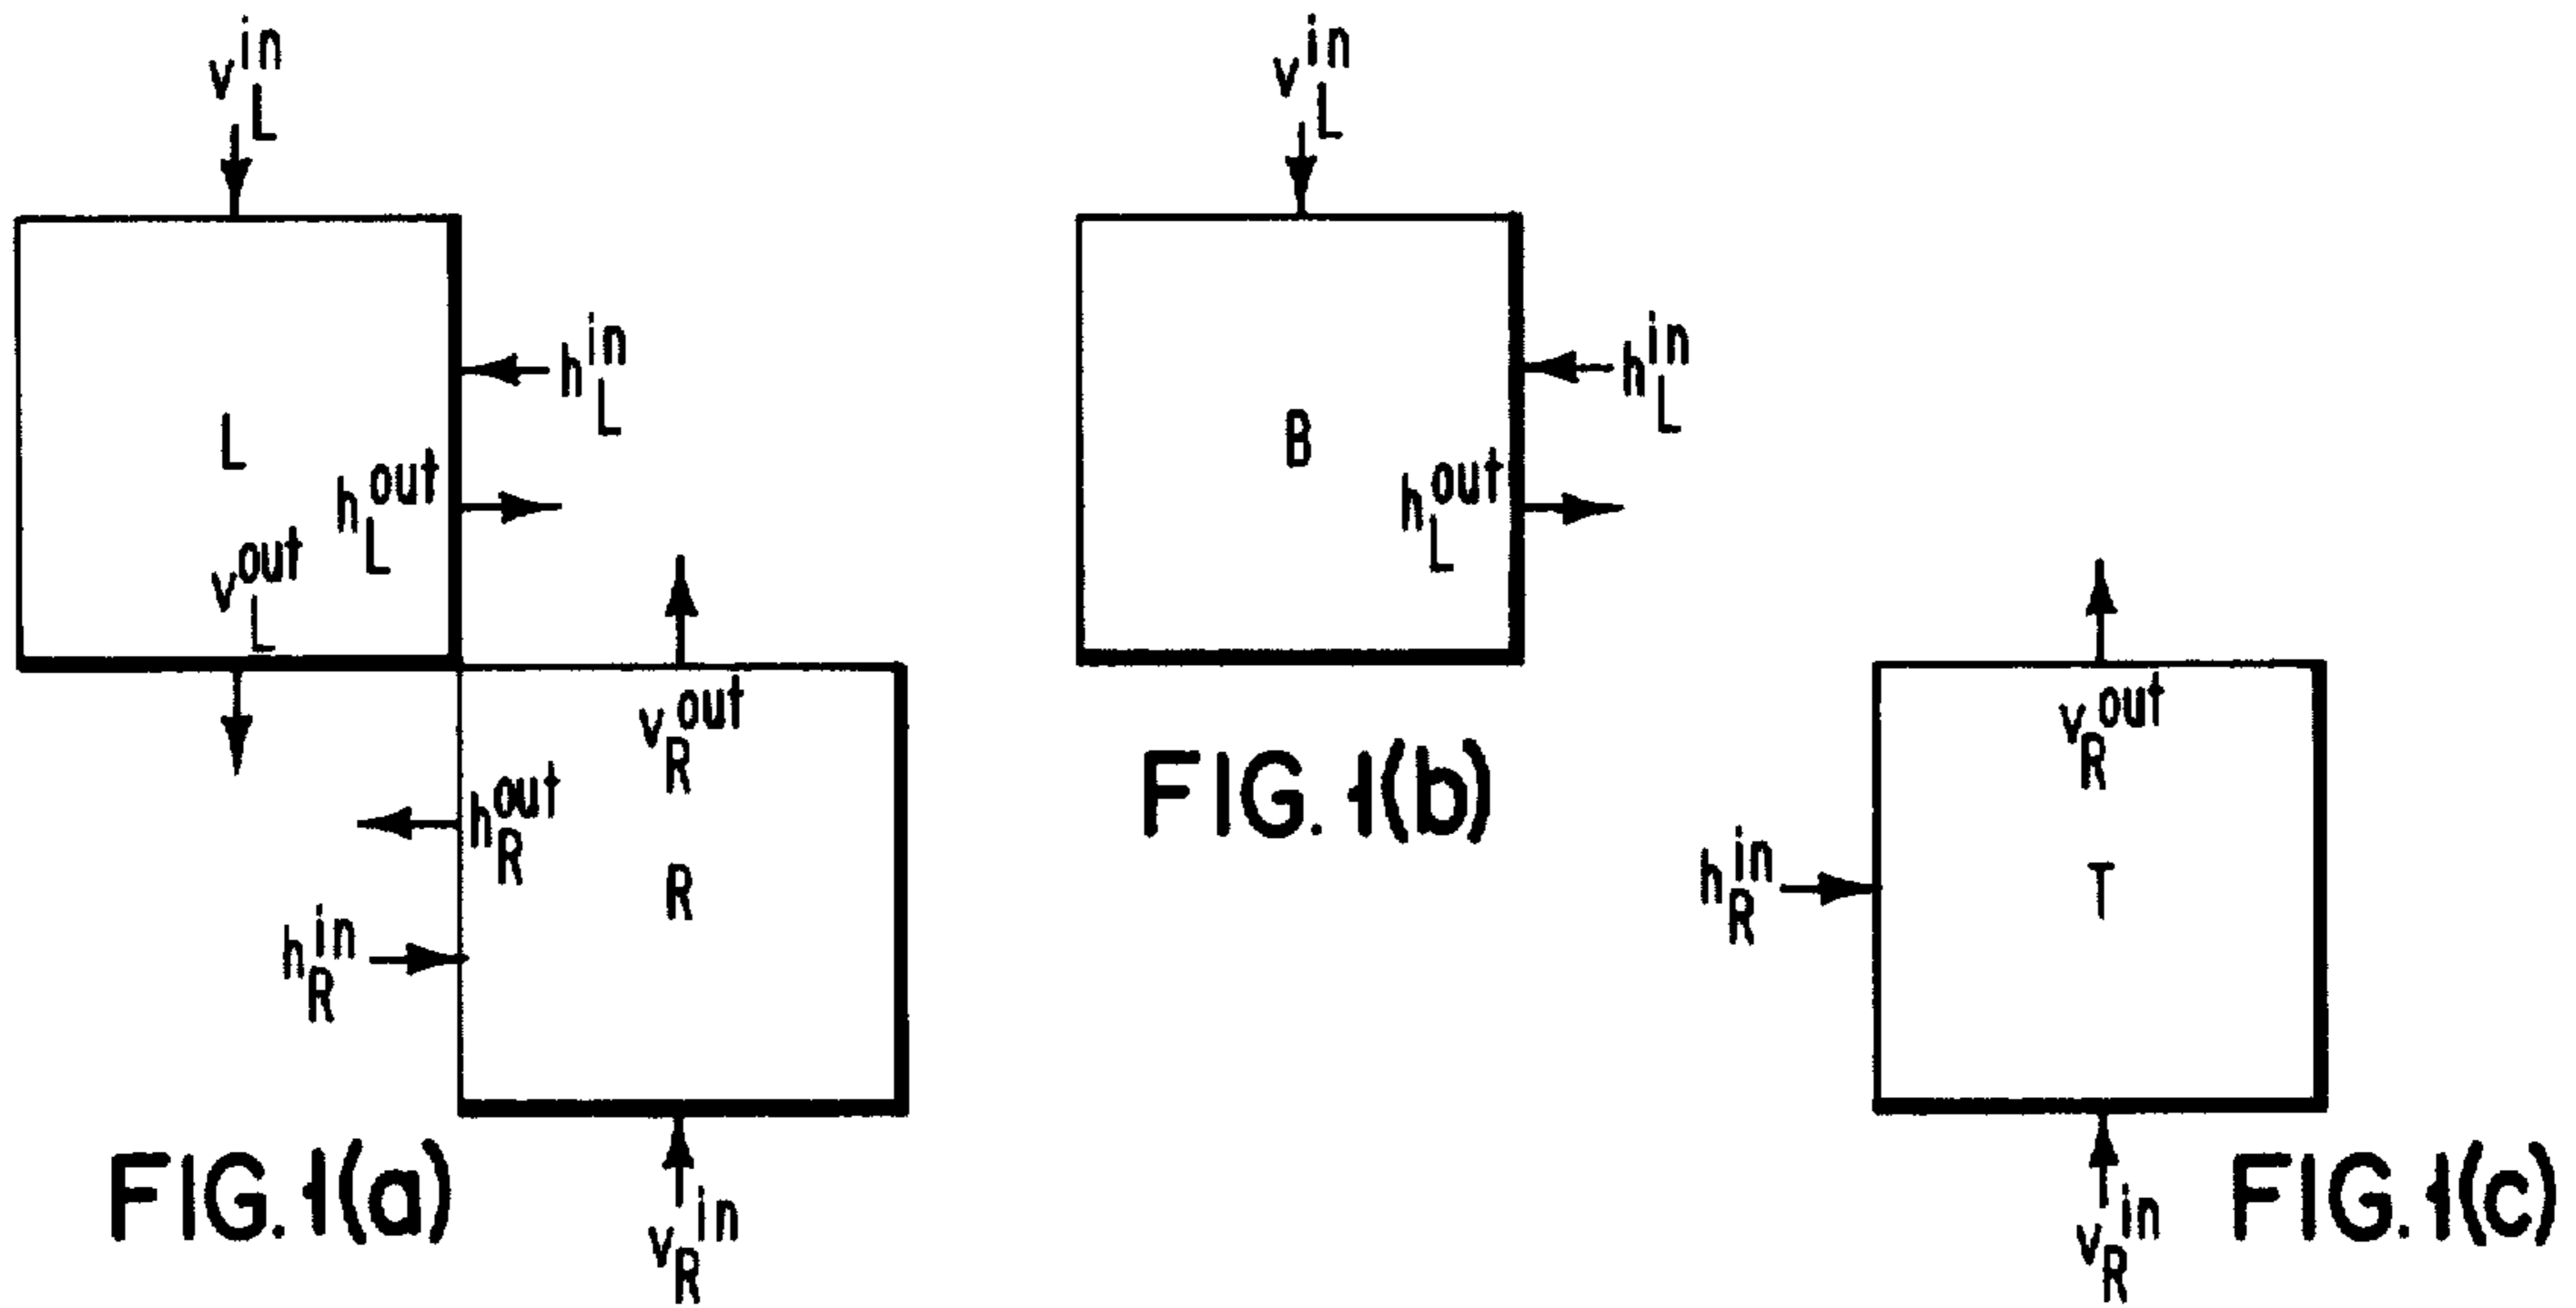 v_L^in
h_L^in
L
h_L^out
v_L^out
v_R^out
h_R^out
R
h_R^in
v_R^in
FIG. 1(a)
v_L^in
h_L^in
B
h_L^out
FIG. 1(b)
v_R^out
h_R^in
T
v_R^in
FIG. 1(c)